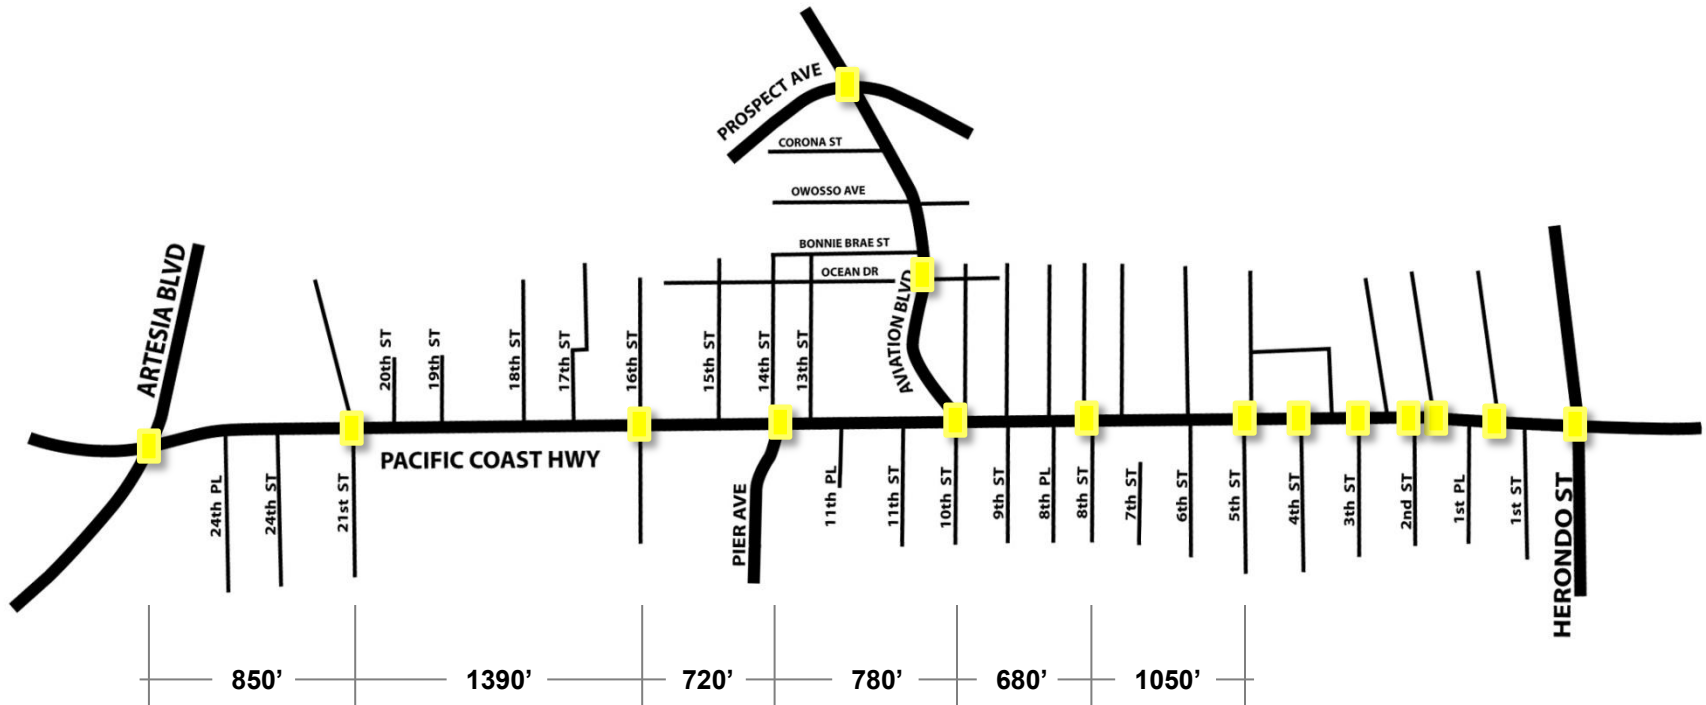 PROSPECT AVE
CORONA ST
OWOSSO AVE
BONNIE BRAE ST
OCEAN DR
ARTESIA BLVD
AVIATION BLVD
20th ST
19th ST
18th ST
17th ST
16th ST
15th ST
14th ST
13th ST
PACIFIC COAST HWY
24th PL
24th ST
21st ST
PIER AVE
11th PL
11th ST
10th ST
9th ST
8th PL
8th ST
7th ST
6th ST
5th ST
4th ST
3th ST
2nd ST
1st PL
1st ST
HERONDO ST
850’
1390’
720’
780’
680’
1050’